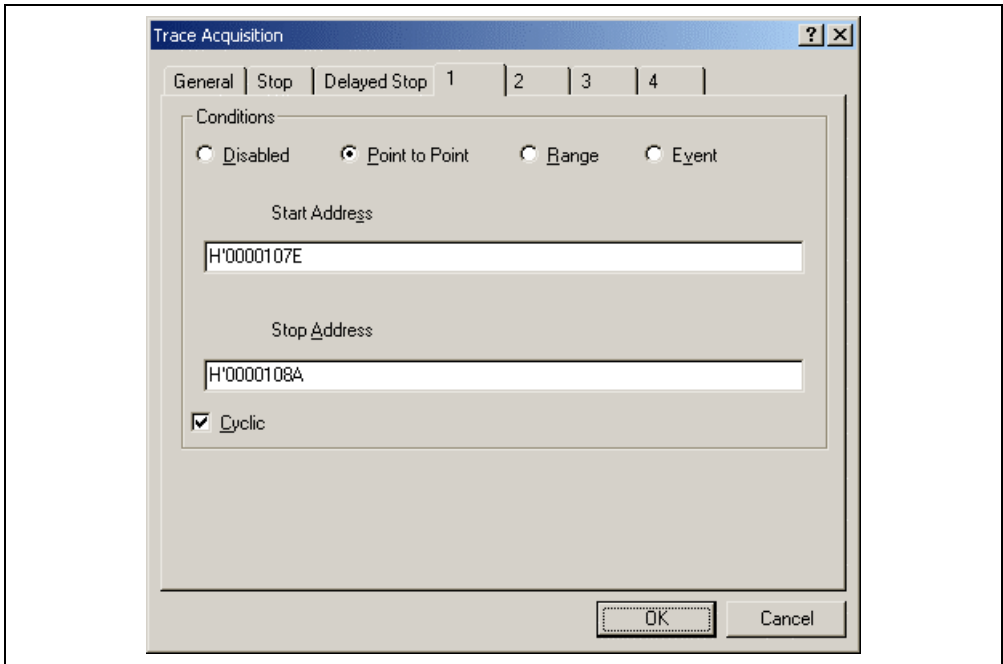 Trace Acquisition
General Stop Delayed Stop 1 2 3 4
Conditions
Disabled Point to Point Range Event
Start Address
H'0000107E
Stop Address
H'0000108A
Cyclic
OK Cancel